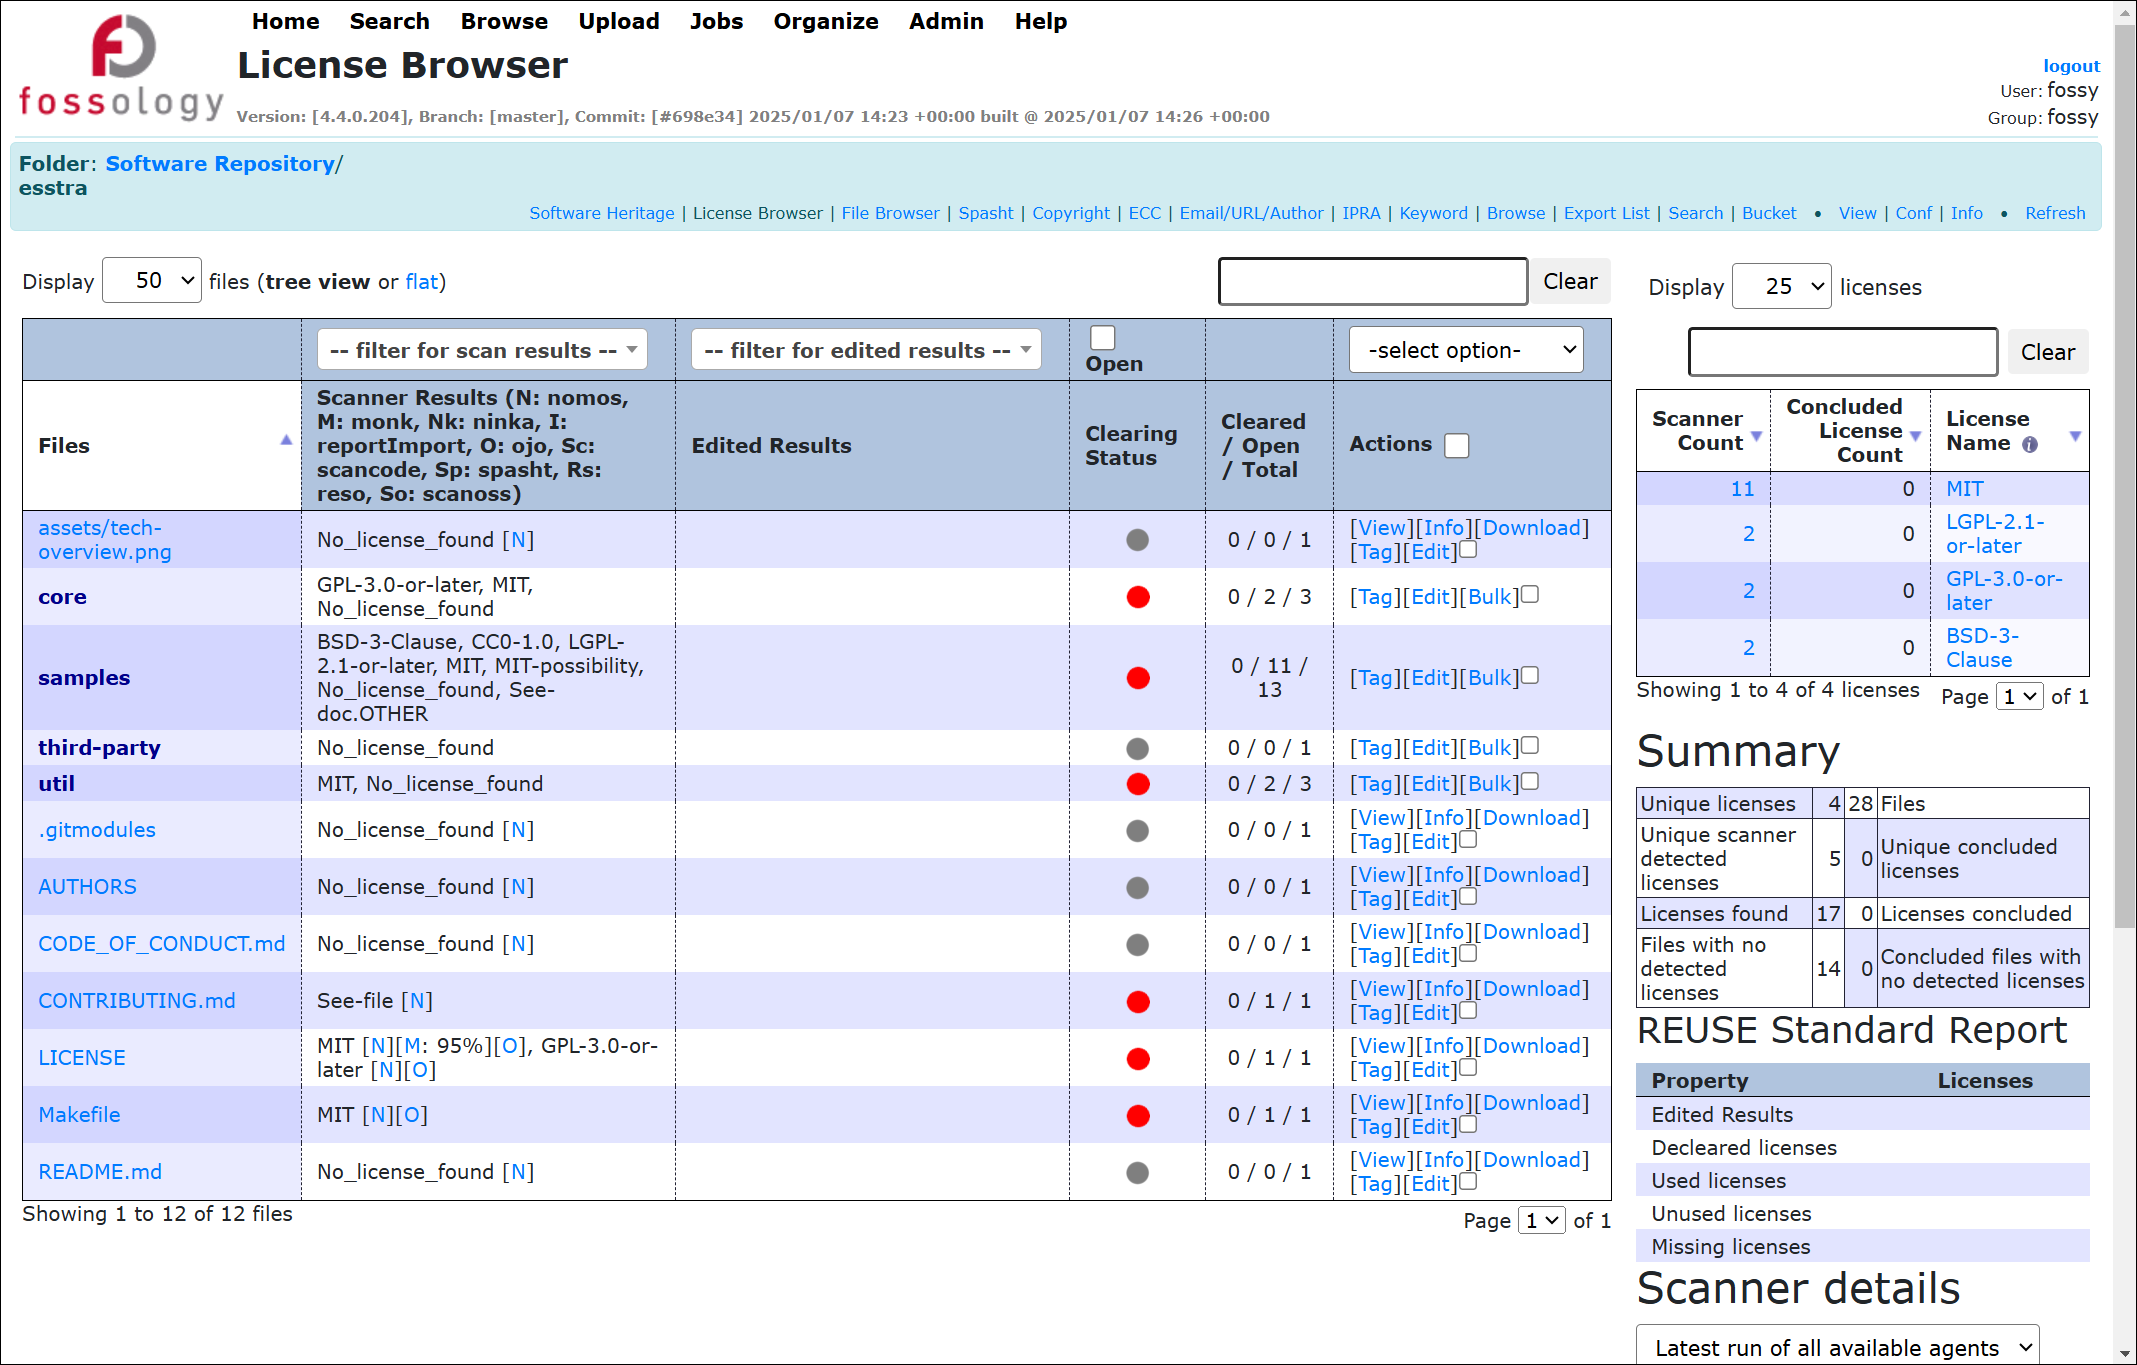 Home Search Browse Upload Jobs Organize Admin Help
fossology
License Browser
Version: [4.4.0.204], Branch: [master], Commit: [#698e34] 2025/01/07 14:23 +00:00 built @ 2025/01/07 14:26 +00:00
logout
User: fossy
Group: fossy
Folder: Software Repository/
esstra
Software Heritage | License Browser | File Browser | Spasht | Copyright | ECC | Email/URL/Author | IPRA | Keyword | Browse | Export List | Search | Bucket • View | Conf | Info • Refresh
Display 50 files (tree view or flat)
Clear
-- filter for scan results --
-- filter for edited results --
Open
-select option-
Files
Scanner Results (N: nomos,
M: monk, Nk: ninka, I:
reportImport, O: ojo, Sc:
scancode, Sp: spasht, Rs:
reso, So: scanoss)
Edited Results
Clearing
Status
Cleared
/ Open
/ Total
Actions
assets/tech-
overview.png
No_license_found [N]
0 / 0 / 1
[View][Info][Download]
[Tag][Edit]
core
GPL-3.0-or-later, MIT,
No_license_found
0 / 2 / 3
[Tag][Edit][Bulk]
samples
BSD-3-Clause, CC0-1.0, LGPL-
2.1-or-later, MIT, MIT-possibility,
No_license_found, See-
doc.OTHER
0 / 11 /
13
[Tag][Edit][Bulk]
third-party
No_license_found
0 / 0 / 1
[Tag][Edit][Bulk]
util
MIT, No_license_found
0 / 2 / 3
[Tag][Edit][Bulk]
.gitmodules
No_license_found [N]
0 / 0 / 1
[View][Info][Download]
[Tag][Edit]
AUTHORS
No_license_found [N]
0 / 0 / 1
[View][Info][Download]
[Tag][Edit]
CODE_OF_CONDUCT.md
No_license_found [N]
0 / 0 / 1
[View][Info][Download]
[Tag][Edit]
CONTRIBUTING.md
See-file [N]
0 / 1 / 1
[View][Info][Download]
[Tag][Edit]
LICENSE
MIT [N][M: 95%][O], GPL-3.0-or-
later [N][O]
0 / 1 / 1
[View][Info][Download]
[Tag][Edit]
Makefile
MIT [N][O]
0 / 1 / 1
[View][Info][Download]
[Tag][Edit]
README.md
No_license_found [N]
0 / 0 / 1
[View][Info][Download]
[Tag][Edit]
Showing 1 to 12 of 12 files
Page 1 of 1
Display 25 licenses
Clear
Scanner
Count
Concluded
License
Count
License
Name i
11 0 MIT
2 0 LGPL-2.1-
or-later
2 0 GPL-3.0-or-
later
2 0 BSD-3-
Clause
Showing 1 to 4 of 4 licenses
Page 1 of 1
Summary
Unique licenses 4 28 Files
Unique scanner
detected
licenses
5 0
Unique concluded
licenses
Licenses found 17 0 Licenses concluded
Files with no
detected
licenses
14 0
Concluded files with
no detected licenses
REUSE Standard Report
Property Licenses
Edited Results
Decleared licenses
Used licenses
Unused licenses
Missing licenses
Scanner details
Latest run of all available agents